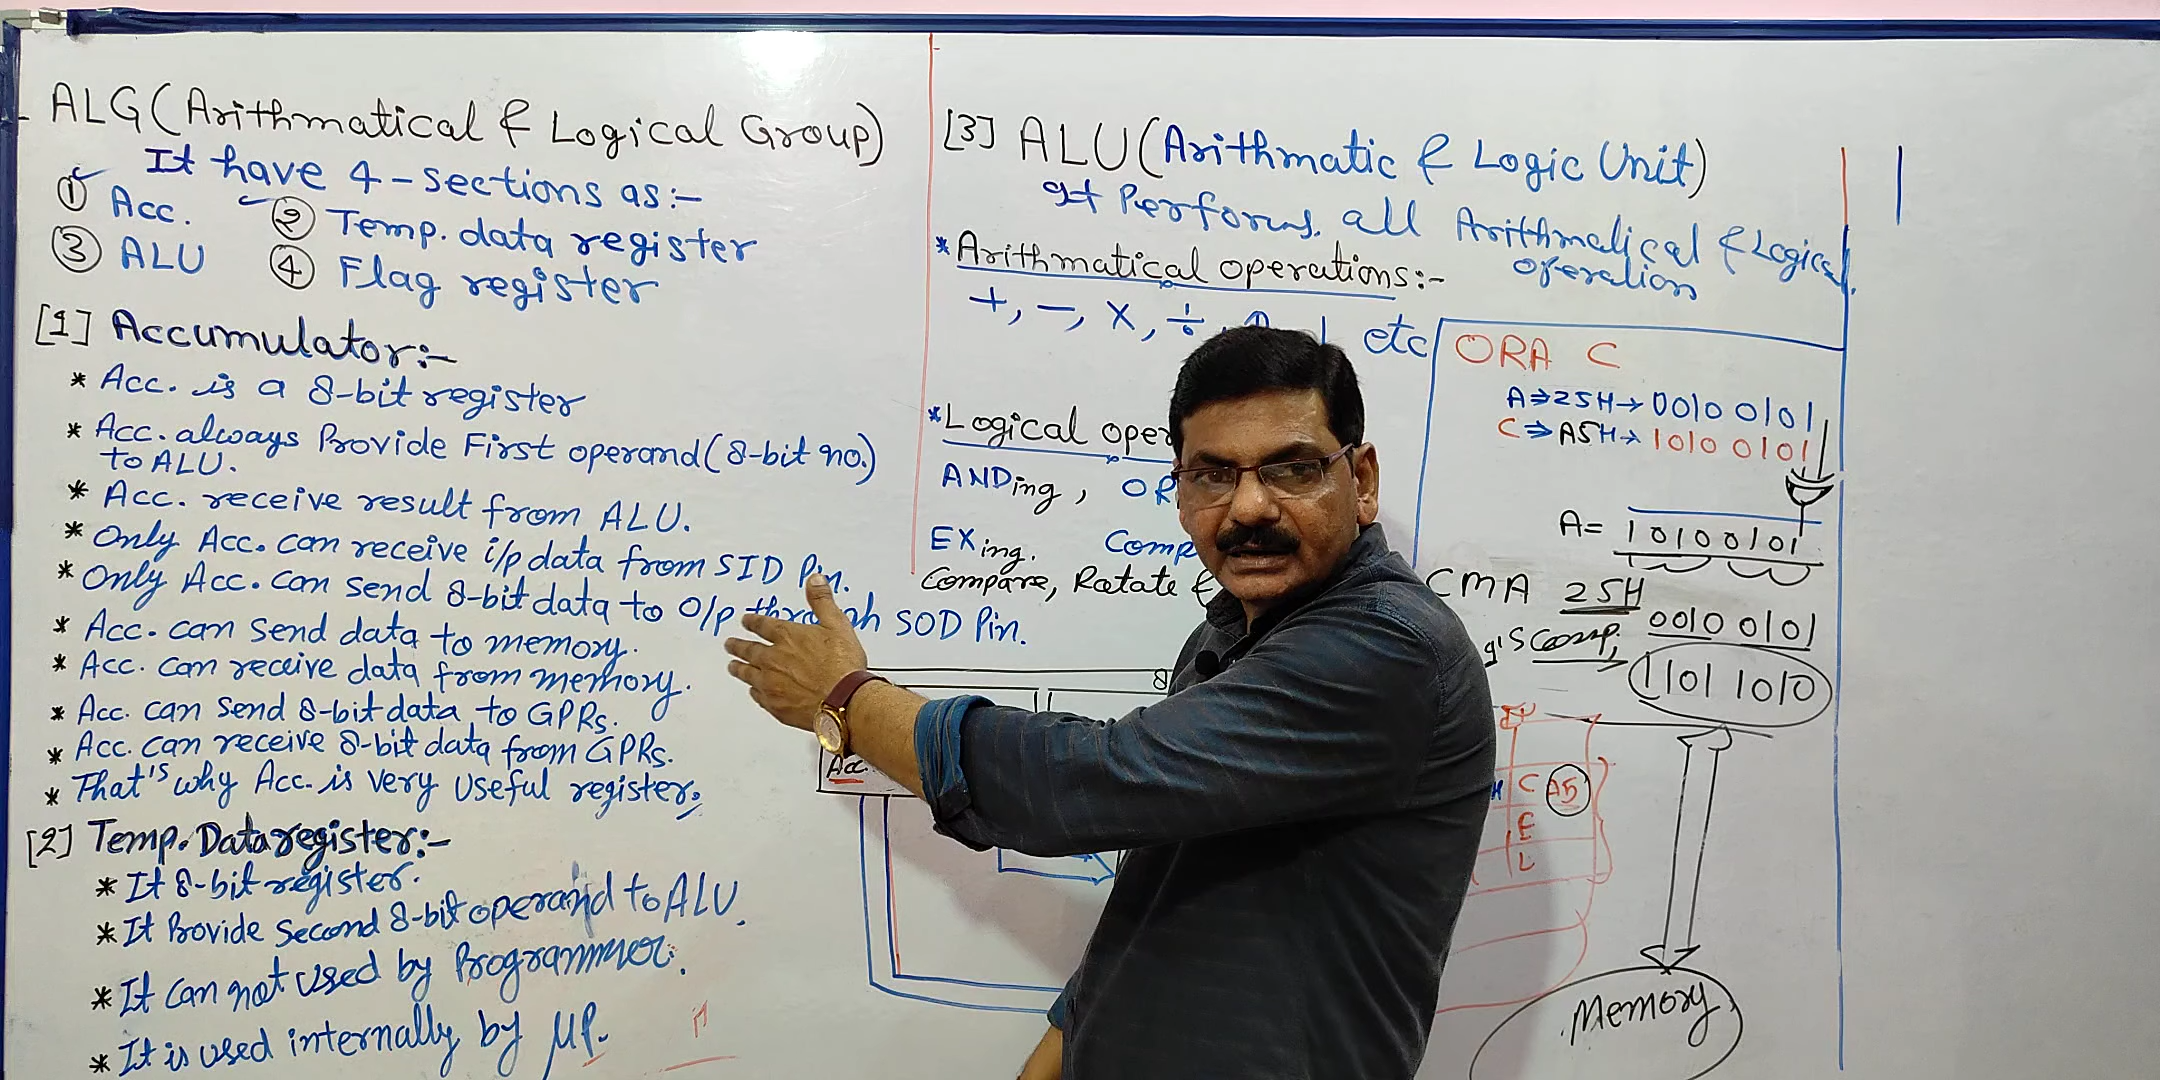 ALG (Arithmatical & Logical Group)
It have 4-sections as:-
① Acc. ② Temp. data register
③ ALU ④ Flag register
[1] Accumulator:-
* Acc. is a 8-bit register
* Acc. always Provide First operand (8-bit no.)
to ALU.
* Acc. receive result from ALU.
* Only Acc. can receive i/p data from SID Pin.
* Only Acc. can send 8-bit data to O/p through SOD Pin.
* Acc. can send data to memory.
* Acc. can receive data from memory.
* Acc. can send 8-bit data to GPRs.
* Acc. can receive 8-bit data from GPRs.
* That's why Acc. is very useful register.
[2] Temp. Data register:-
* It 8-bit register.
* It Provide second 8-bit operand to ALU.
* It can not used by Programmer.
* It is used internally by μP.
[3] ALU (Arithmatic & Logic Unit)
It Performs all Arithmatical & Logical
operation
* Arithmatical operations:-
+, -, ×, ÷, etc
* Logical oper
ANDing, OR
EXing. Comp
Compare, Rotate &
ORA C
A⇒25H→ 0010 0101
C⇒A5H→ 1010 0101
A= 10100101
CMA 25H
0010 0101
1's Comp.
1101 1010
8
Acc.
C A5
E
L
Memory